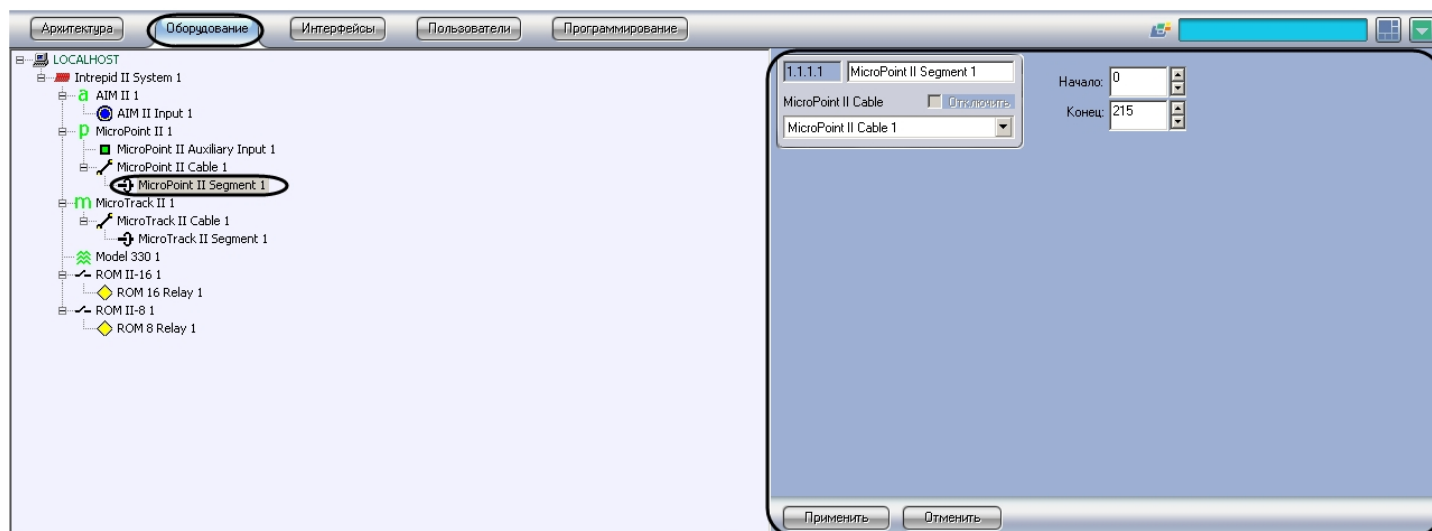 Архитектура Оборудование Интерфейсы Пользователи Программирование
LOCALHOST
Intrepid II System 1
a AIM II 1
AIM II Input 1
p MicroPoint II 1
MicroPoint II Auxiliary Input 1
MicroPoint II Cable 1
MicroPoint II Segment 1
m MicroTrack II 1
MicroTrack II Cable 1
MicroTrack II Segment 1
Model 330 1
ROM II-16 1
ROM 16 Relay 1
ROM II-8 1
ROM 8 Relay 1
1.1.1.1 MicroPoint II Segment 1
MicroPoint II Cable Отключить
MicroPoint II Cable 1
Начало: 0
Конец: 215
Применить Отменить